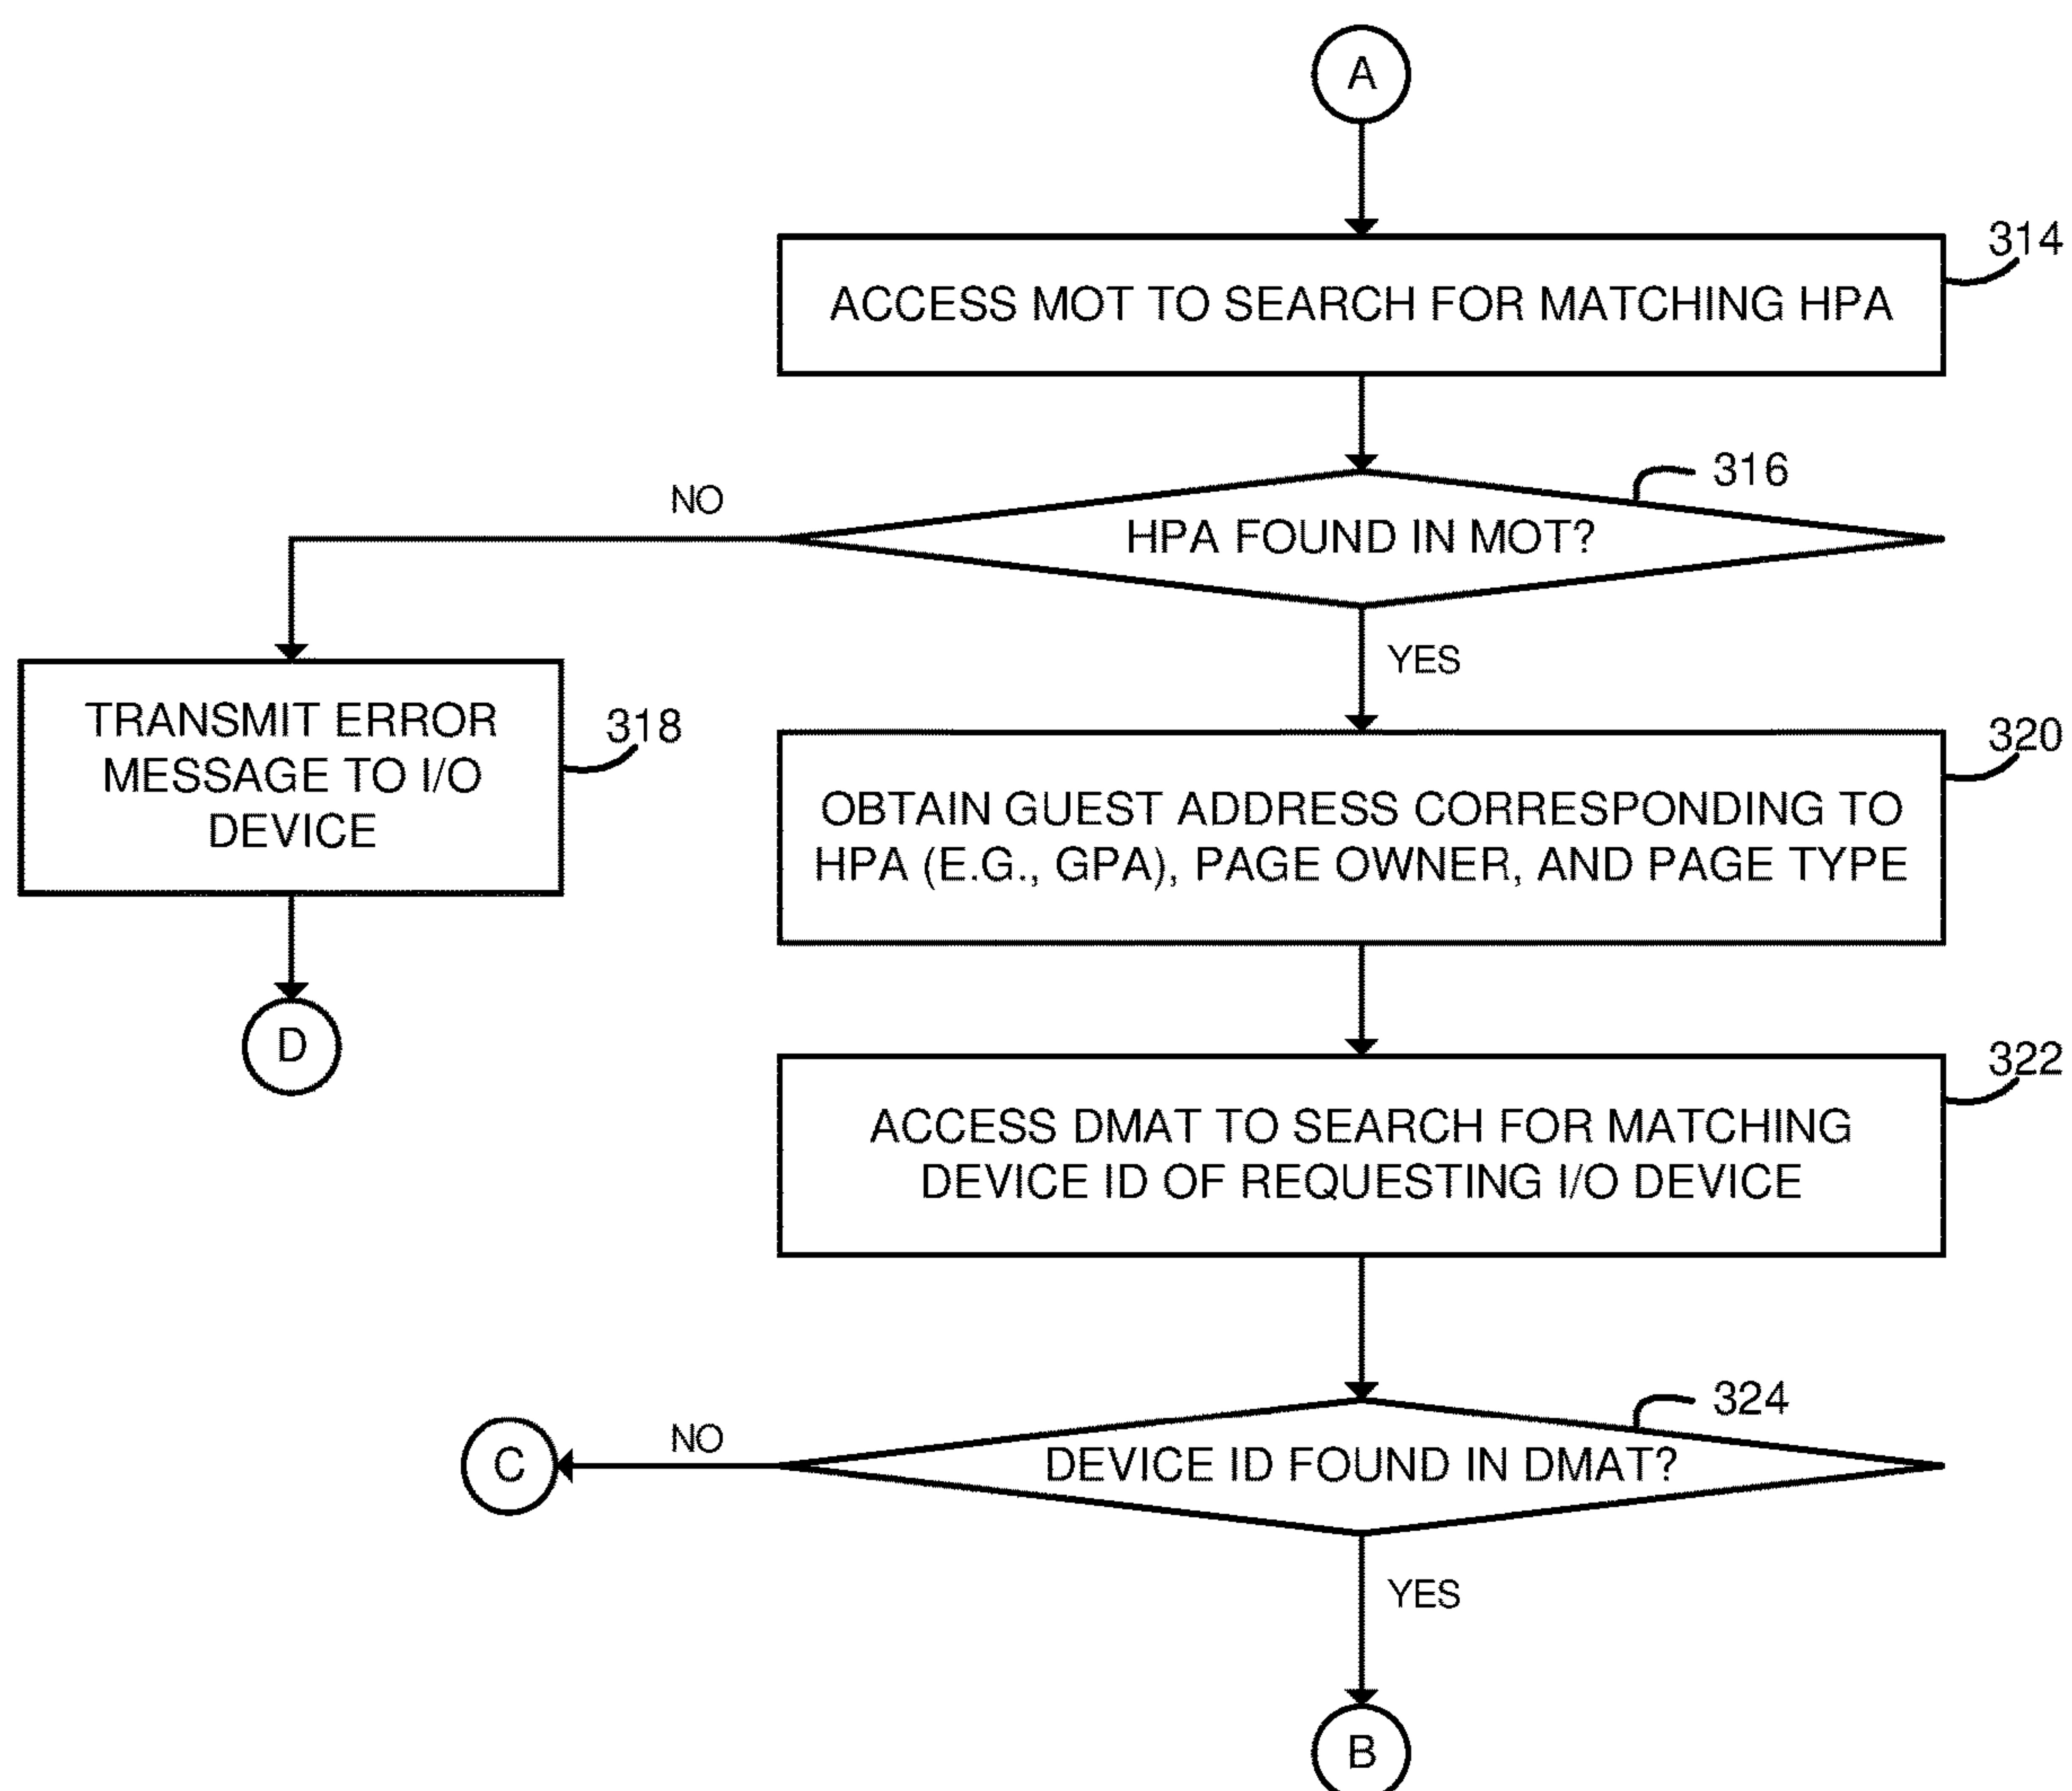 A
314
ACCESS MOT TO SEARCH FOR MATCHING HPA
316
NO
HPA FOUND IN MOT?
YES
318
TRANSMIT ERROR
MESSAGE TO I/O
DEVICE
320
OBTAIN GUEST ADDRESS CORRESPONDING TO
HPA (E.G., GPA), PAGE OWNER, AND PAGE TYPE
D
322
ACCESS DMAT TO SEARCH FOR MATCHING
DEVICE ID OF REQUESTING I/O DEVICE
324
NO
C
DEVICE ID FOUND IN DMAT?
YES
B